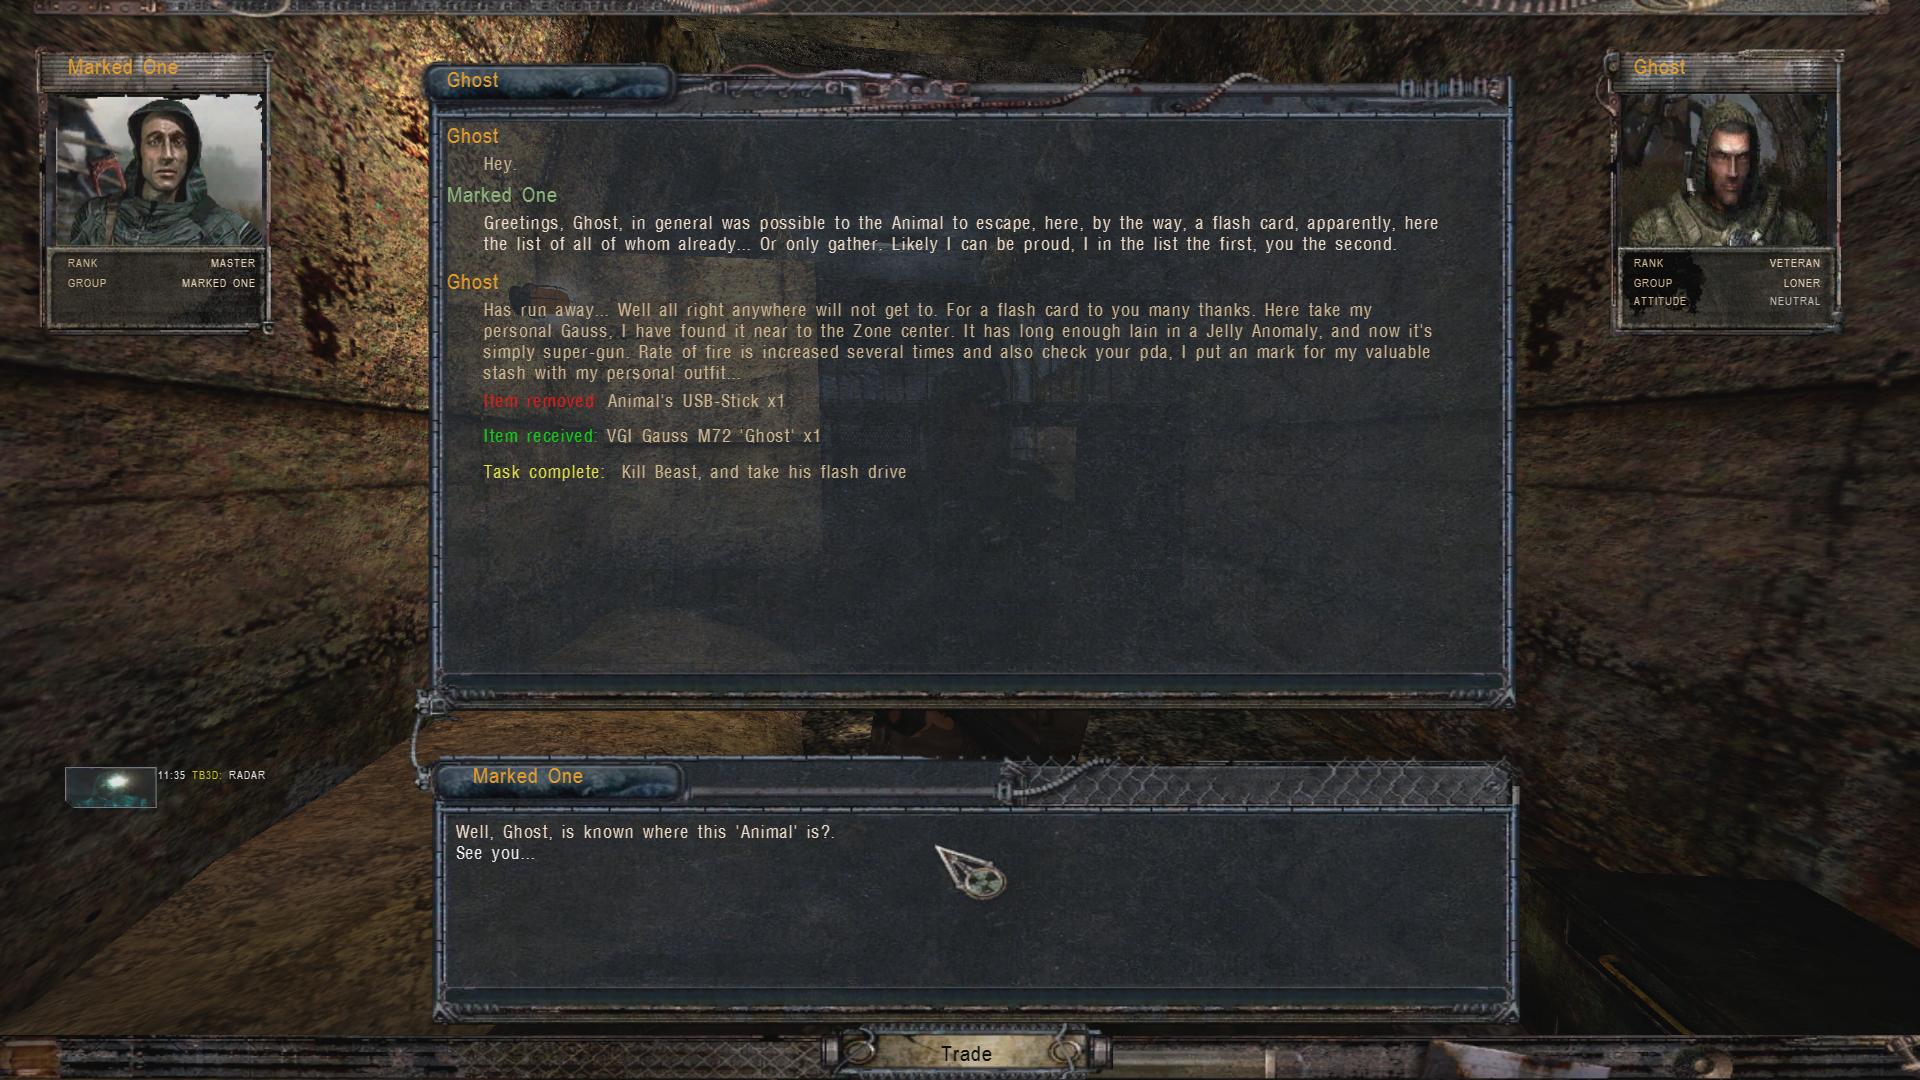 Marked One
RANK MASTER
GROUP MARKED ONE
Ghost
Ghost
Hey.
Marked One
Greetings, Ghost, in general was possible to the Animal to escape, here, by the way, a flash card, apparently, here
the list of all of whom already... Or only gather. Likely I can be proud, I in the list the first, you the second.
Ghost
Has run away... Well all right anywhere will not get to. For a flash card to you many thanks. Here take my
personal Gauss, I have found it near to the Zone center. It has long enough lain in a Jelly Anomaly, and now it's
simply super-gun. Rate of fire is increased several times and also check your pda, I put an mark for my valuable
stash with my personal outfit...
Item removed: Animal's USB-Stick x1
Item received: VGI Gauss M72 'Ghost' x1
Task complete: Kill Beast, and take his flash drive
Ghost
RANK VETERAN
GROUP LONER
ATTITUDE NEUTRAL
11:35 TB3D: RADAR
Marked One
Well, Ghost, is known where this 'Animal' is?.
See you...
Trade